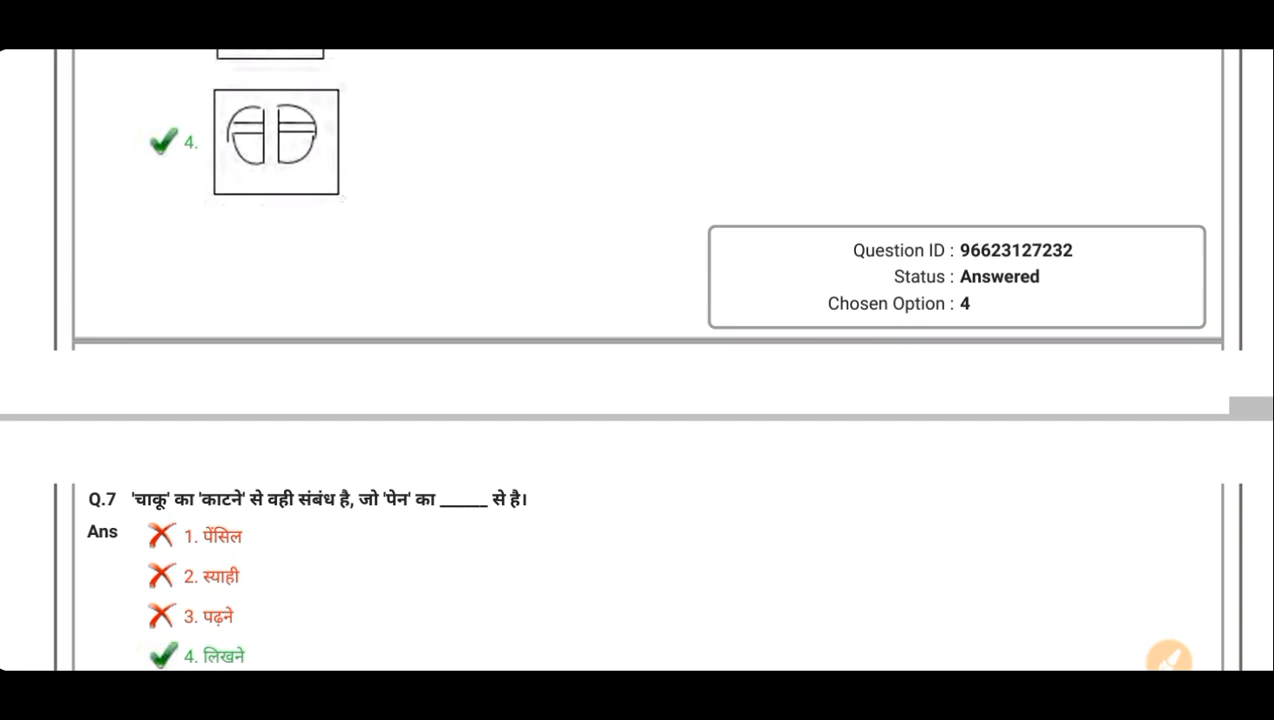 4.
Question ID : 96623127232
Status : Answered
Chosen Option : 4
Q.7 'चाकू' का 'काटने' से वही संबंध है, जो 'पेन' का ______ से है।
Ans 1. पेंसिल
2. स्याही
3. पढ़ने
4. लिखने